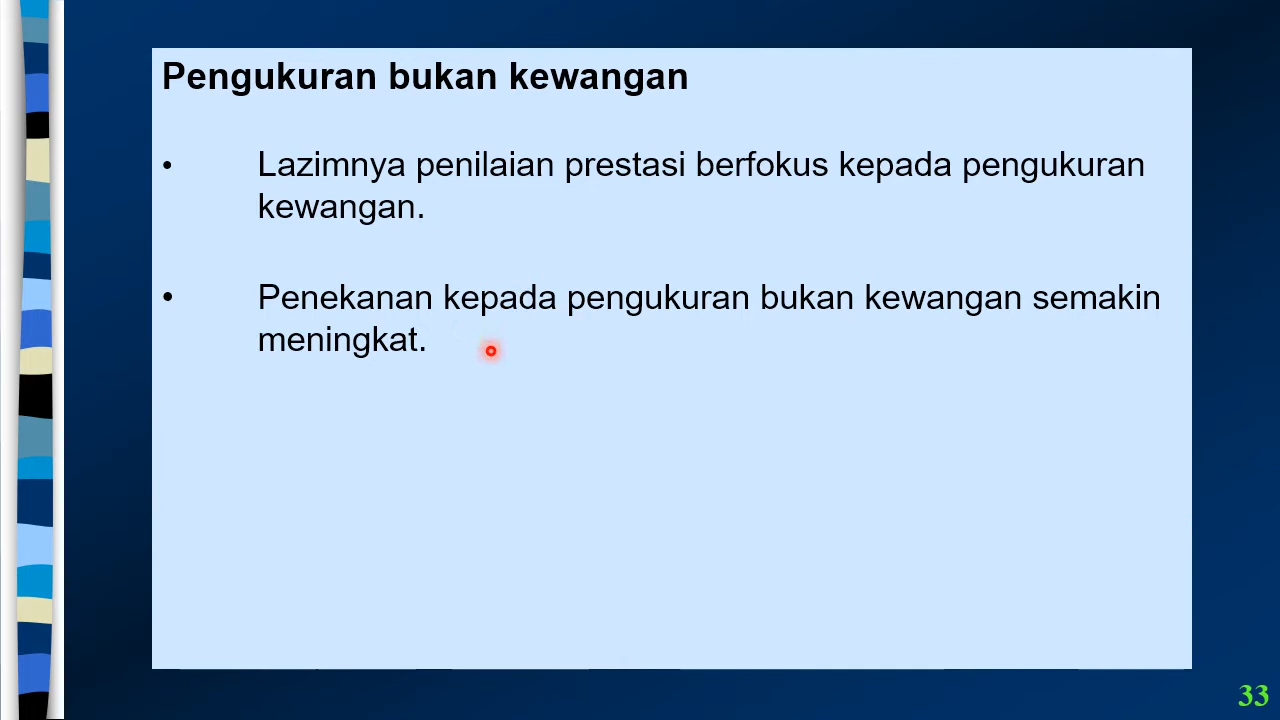 Pengukuran bukan kewangan
• Lazimnya penilaian prestasi berfokus kepada pengukuran
kewangan.
• Penekanan kepada pengukuran bukan kewangan semakin
meningkat.
33